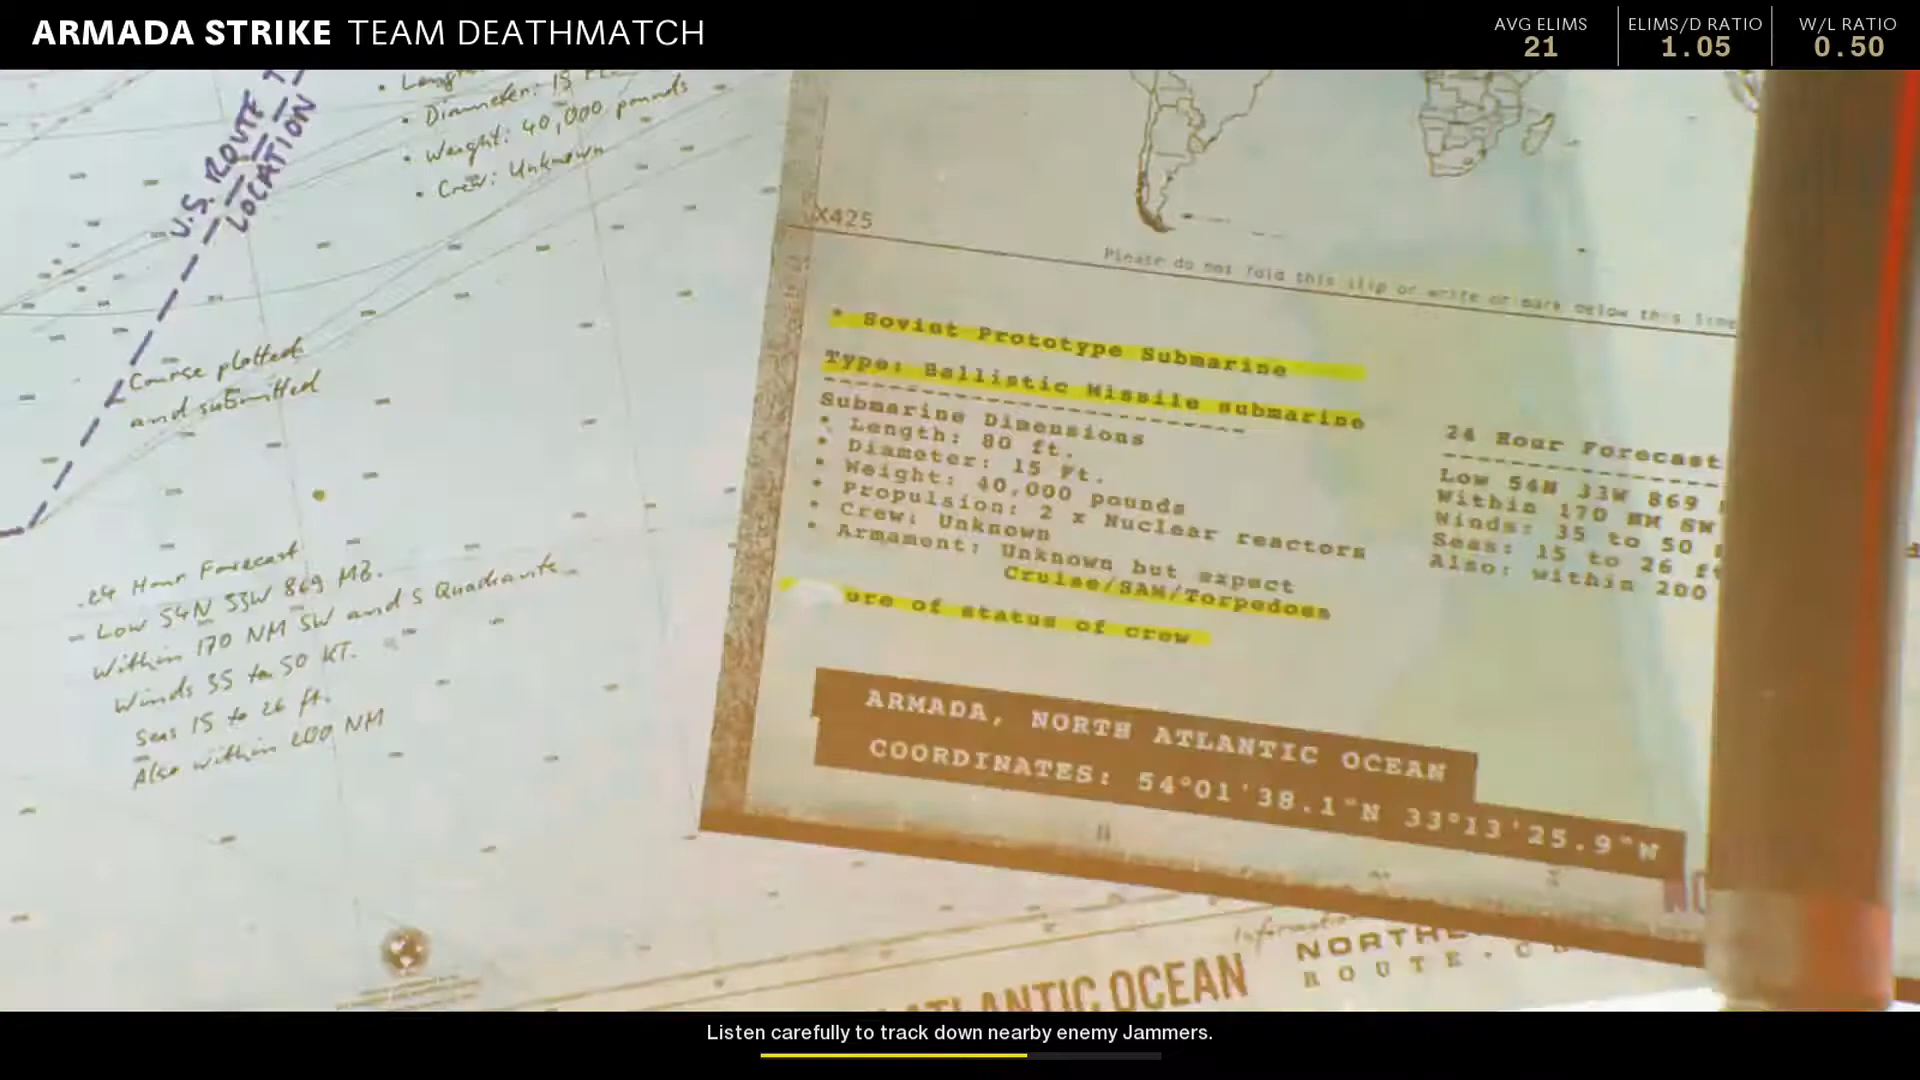 ARMADA STRIKE TEAM DEATHMATCH
AVG ELIMS
21
ELIMS/D RATIO
1.05
W/L RATIO
0.50
U.S. ROUTE
LOCATION
• Diameter: 15
• Weight: 40,000 pounds
• Crew: Unknown
Course plotted
and submitted
24 Hour Forecast
Low 54N 33W 869 MB.
Within 170 NM SW and S Quadrants
Winds 35 to 50 KT.
Seas 15 to 26 ft.
Also within 200 NM
X425
Please do not fold this slip or write or mark below this line
• Soviet Prototype Submarine
Type: Ballistic Missile submarine
Submarine Dimensions
• Length: 80 ft.
• Diameter: 15 Ft.
• Weight: 40,000 pounds
• Propulsion: 2 x Nuclear reactors
• Crew: Unknown
• Armament: Unknown but expect
Cruise/SAM/Torpedoes
ure of status of crew
24 Hour Forecast
Low 54N 33W 869
Within 170 NM SW
Winds: 35 to 50
Seas: 15 to 26 ft
Also: within 200
ARMADA, NORTH ATLANTIC OCEAN
COORDINATES: 54°01'38.1"N 33°13'25.9"W
ATLANTIC OCEAN
Listen carefully to track down nearby enemy Jammers.